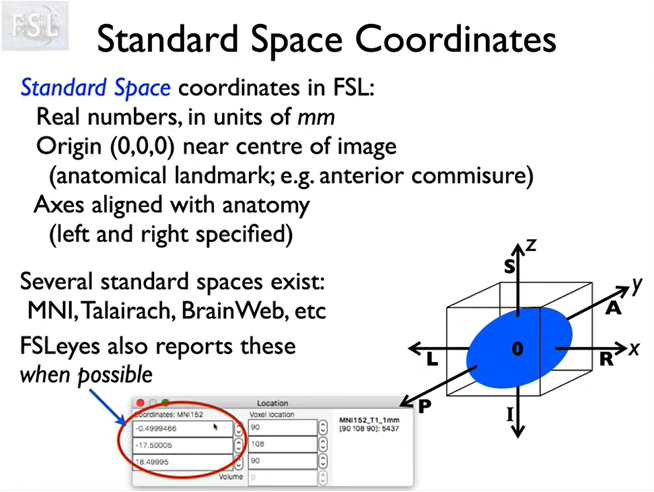 FSL
Standard Space Coordinates
Standard Space coordinates in FSL:
Real numbers, in units of mm
Origin (0,0,0) near centre of image
(anatomical landmark; e.g. anterior commisure)
Axes aligned with anatomy
(left and right specified)
Several standard spaces exist:
MNI, Talairach, BrainWeb, etc
FSLeyes also reports these
when possible
z
S
y
A
0
L
R
x
P
I
Location
Coordinates: MNI152
Voxel location
-0.4999466
90
MNI152_T1_1mm
[90 108 90]: 5437
-17.50005
108
18.49995
90
Volume
0